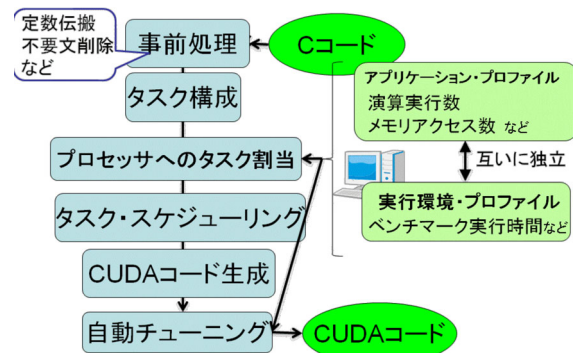 定数伝搬
不要文削除
など
事前処理
Cコード
タスク構成
プロセッサへのタスク割当
タスク・スケジューリング
CUDAコード生成
自動チューニング
CUDAコード
アプリケーション・プロファイル
演算実行数
メモリアクセス数 など
互いに独立
実行環境・プロファイル
ベンチマーク実行時間など